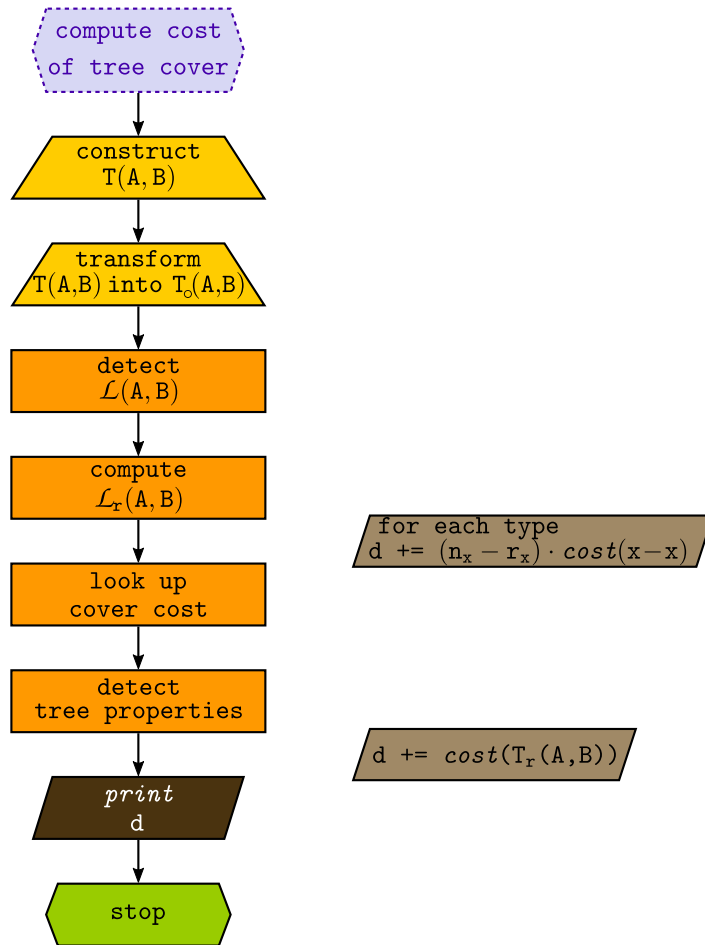 compute cost
of tree cover
construct
T(A, B)
transform
T(A,B) into T○(A,B)
detect
ℒ(A, B)
compute
ℒᵣ(A, B)
for each type
d += (nₓ − rₓ) · cost(x−x)
look up
cover cost
detect
tree properties
d += cost(Tᵣ(A,B))
print
d
stop